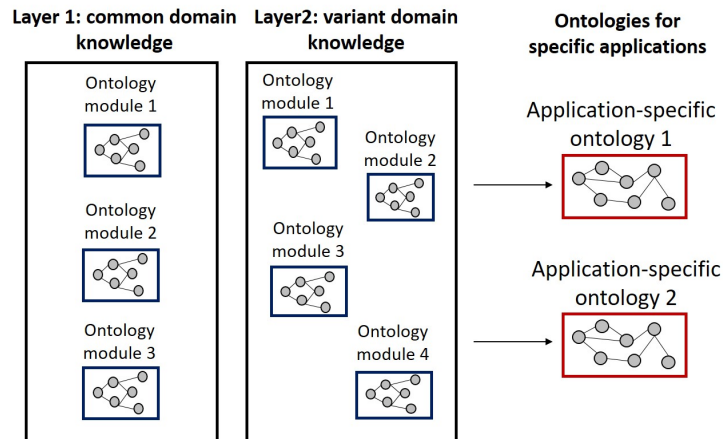 Layer 1: common domain
knowledge
Ontology
module 1
Ontology
module 2
Ontology
module 3
Layer2: variant domain
knowledge
Ontology
module 1
Ontology
module 2
Ontology
module 3
Ontology
module 4
Ontologies for
specific applications
Application-specific
ontology 1
Application-specific
ontology 2